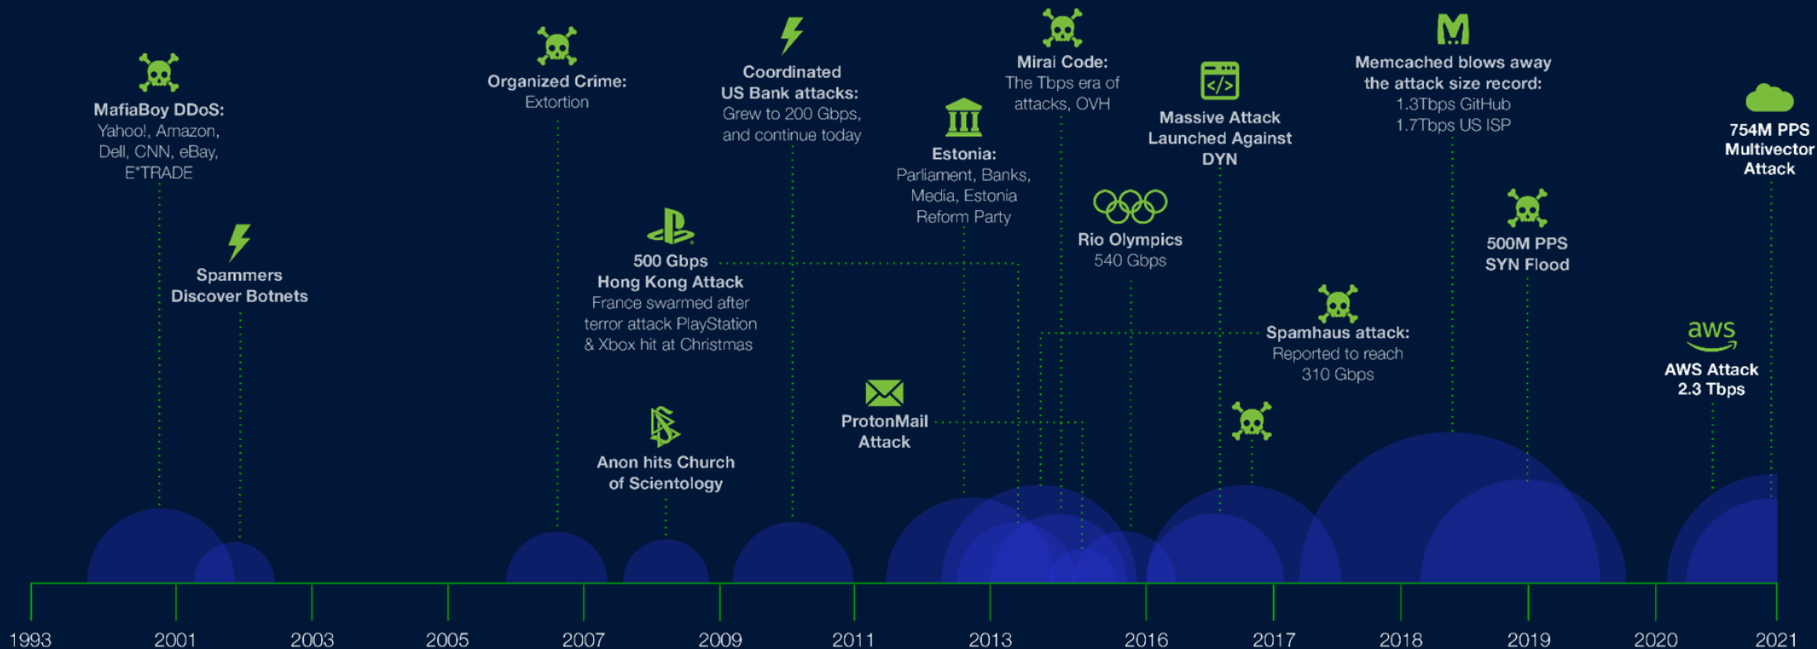 MafiaBoy DDoS:
Yahoo!, Amazon,
Dell, CNN, eBay,
E*TRADE
Spammers
Discover Botnets
Organized Crime:
Extortion
500 Gbps
Hong Kong Attack
France swarmed after
terror attack PlayStation
& Xbox hit at Christmas
Anon hits Church
of Scientology
Coordinated
US Bank attacks:
Grew to 200 Gbps,
and continue today
ProtonMail
Attack
Estonia:
Parliament, Banks,
Media, Estonia
Reform Party
Mirai Code:
The Tbps era of
attacks, OVH
Rio Olympics
540 Gbps
</>
Massive Attack
Launched Against
DYN
Spamhaus attack:
Reported to reach
310 Gbps
Memcached blows away
the attack size record:
1.3Tbps GitHub
1.7Tbps US ISP
500M PPS
SYN Flood
aws
AWS Attack
2.3 Tbps
754M PPS
Multivector
Attack
1993 2001 2003 2005 2007 2009 2011 2013 2016 2017 2018 2019 2020 2021